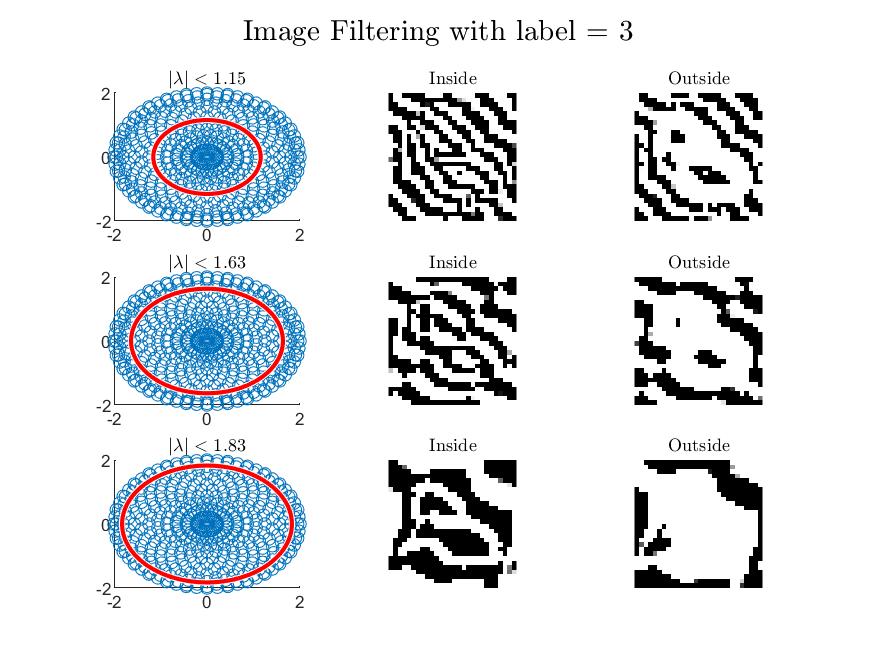 Image Filtering with label = 3
|λ| < 1.15
Inside
Outside
2
0
-2
-2 0 2
|λ| < 1.63
Inside
Outside
2
0
-2
-2 0 2
|λ| < 1.83
Inside
Outside
2
0
-2
-2 0 2